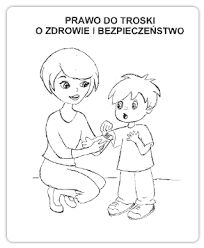 PRAWO DO TROSKI
O ZDROWIE I BEZPIECZEŃSTWO